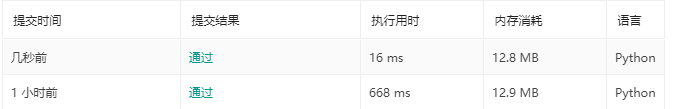 提交时间 提交结果 执行用时 内存消耗 语言
几秒前 通过 16 ms 12.8 MB Python
1 小时前 通过 668 ms 12.9 MB Python